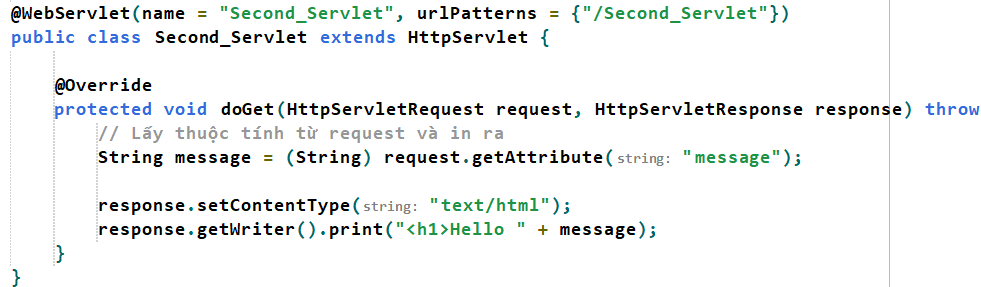 @WebServlet(name = "Second_Servlet", urlPatterns = {"/Second_Servlet"})
public class Second_Servlet extends HttpServlet {
@Override
protected void doGet(HttpServletRequest request, HttpServletResponse response) throw
// Lấy thuộc tính từ request và in ra
String message = (String) request.getAttribute(string: "message");
response.setContentType(string: "text/html");
response.getWriter().print("<h1>Hello " + message);
}
}